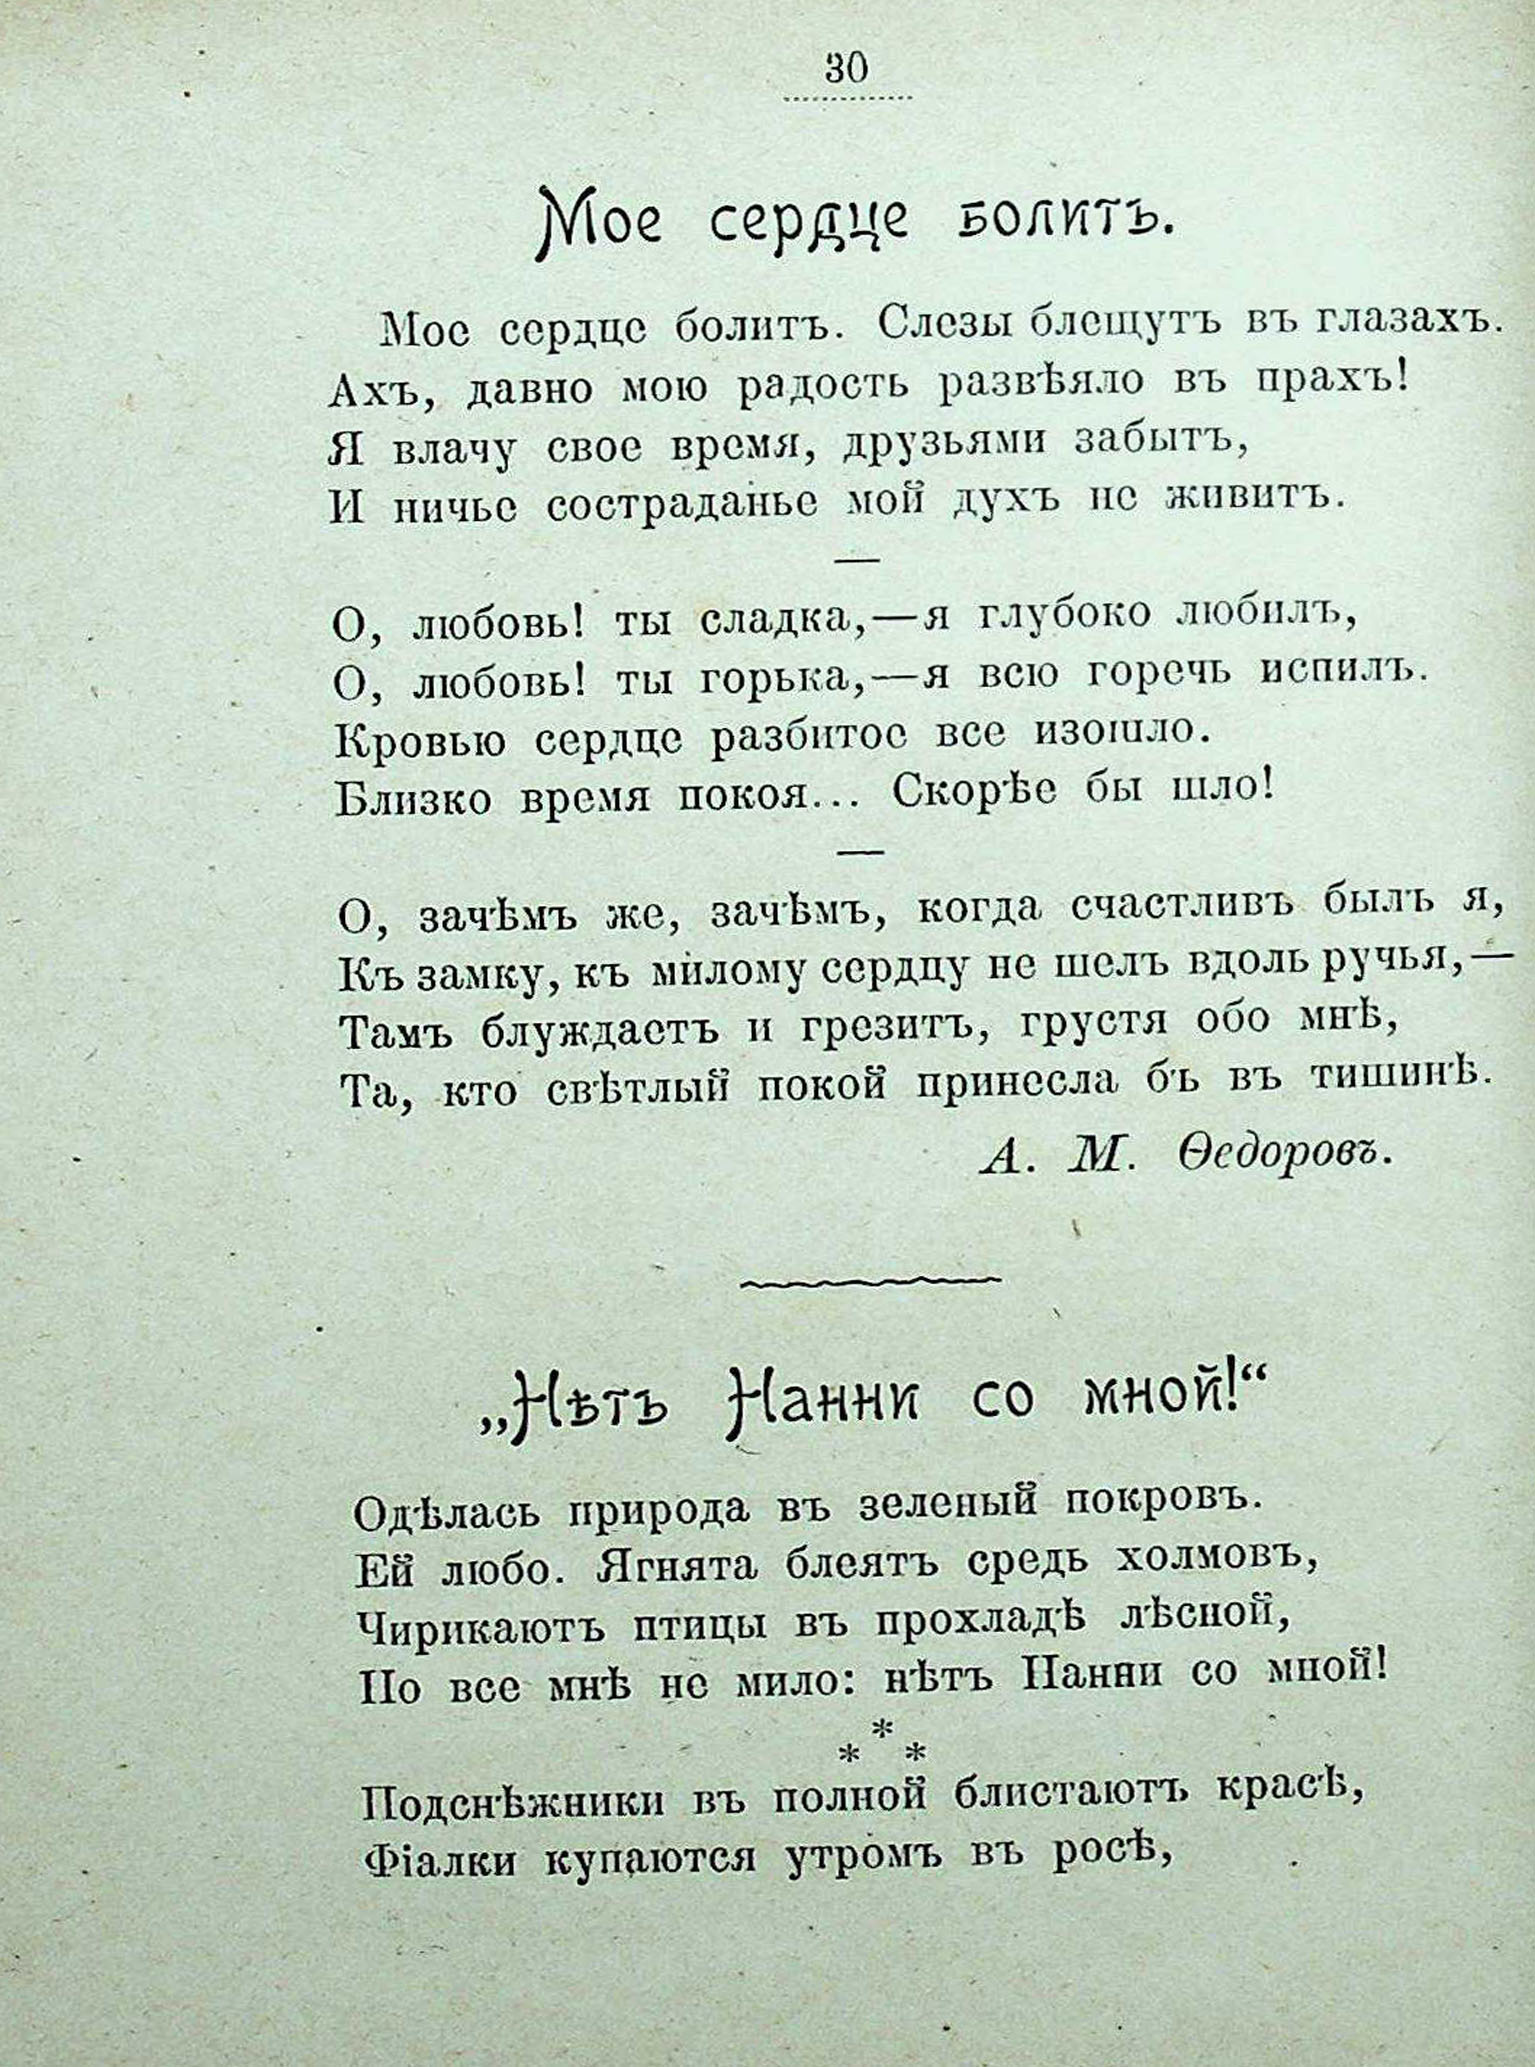 30
Мое сердце болитъ.
Мое сердце болитъ. Слезы блещутъ въ глазахъ.
Ахъ, давно мою радость развѣяло въ прахъ!
Я влачу свое время, друзьями забытъ,
И ничье состраданье мой духъ не живитъ.
—
О, любовь! ты сладка,—я глубоко любилъ,
О, любовь! ты горька,—я всю горечь испилъ.
Кровью сердце разбитое все изошло.
Близко время покоя... Скорѣе бы шло!
—
О, зачѣмъ же, зачѣмъ, когда счастливъ былъ я,
Къ замку, къ милому сердцу не шелъ вдоль ручья,—
Тамъ блуждаетъ и грезитъ, грустя обо мнѣ,
Та, кто свѣтлый покой принесла бъ въ тишинѣ.
А. М. Ѳедоровъ.
„Нѣтъ Нанни со мной!“
Одѣлась природа въ зеленый покровъ.
Ей любо. Ягнята блеятъ средь холмовъ,
Чирикаютъ птицы въ прохладѣ лѣсной,
Но все мнѣ не мило: нѣтъ Нанни со мной!
* * *
Подснѣжники въ полной блистаютъ красѣ,
Фіалки купаются утромъ въ росѣ,